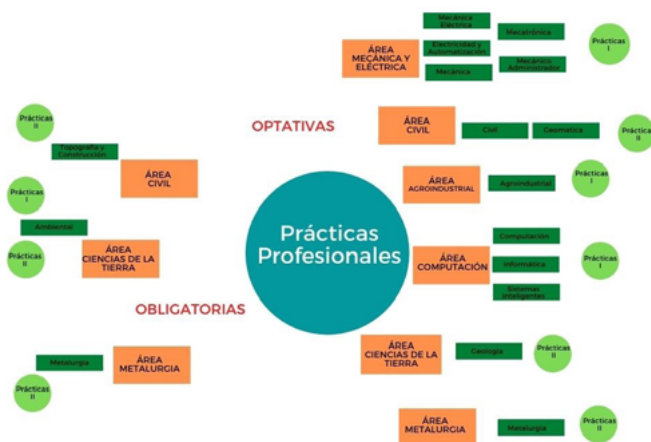 Mecánica
Eléctrica
Mecatrónica
Prácticas
I
ÁREA
MECÁNICA Y
ELÉCTRICA
Electricidad y
Automatización
Mecánico
Administrador
Mecánica
Prácticas
II
OPTATIVAS
ÁREA
CIVIL
Civil
Geomatica
Prácticas
II
Topografía y
Construcción
ÁREA
CIVIL
ÁREA
AGROINDUSTRIAL
Agroindustrial
Prácticas
I
Prácticas
I
Ambiental
Prácticas
II
ÁREA
CIENCIAS DE LA
TIERRA
Prácticas
Profesionales
ÁREA
COMPUTACIÓN
Computación
Informática
Sistemas
Inteligentes
Prácticas
I
OBLIGATORIAS
ÁREA
CIENCIAS DE LA
TIERRA
Geología
Prácticas
II
Metalurgia
ÁREA
METALURGIA
Prácticas
II
ÁREA
METALURGIA
Metalurgia
Prácticas
II